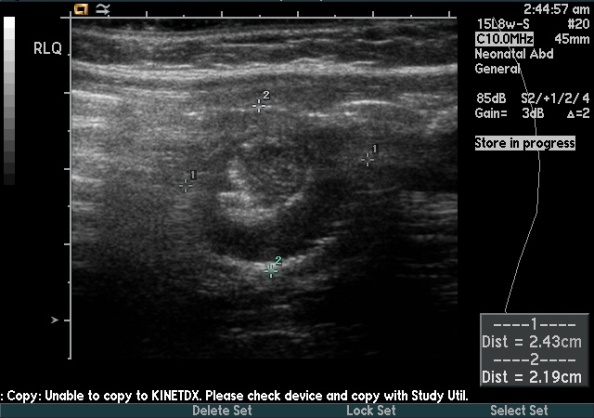 2:44:57 am
15L8w-S #20
C10.0MHz 45mm
Neonatal Abd
General
85dB S2/+1/2/4
Gain= 3dB Δ=2
Store in progress
RLQ
2
1
1
2
----1----
Dist = 2.43cm
----2----
Dist = 2.19cm
: Copy: Unable to copy to KINETDX. Please check device and copy with Study Util.
Delete Set Lock Set Select Set